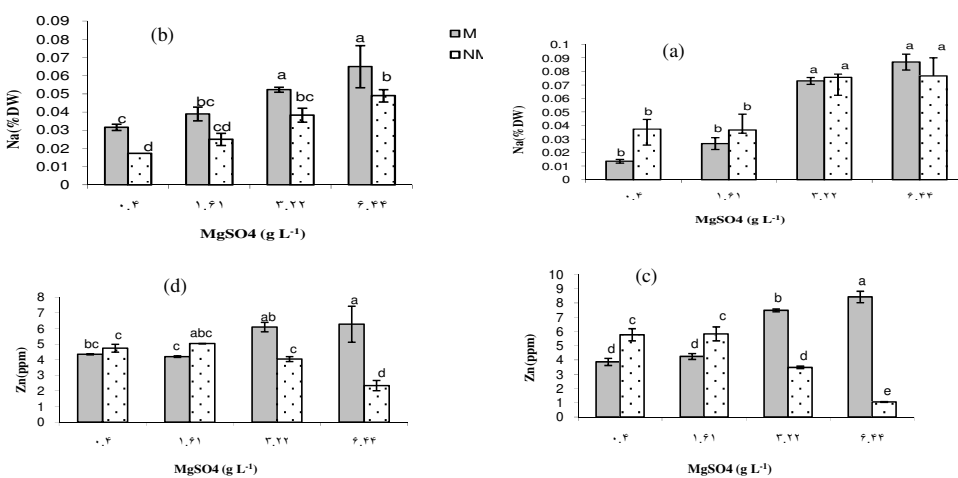 (b)
Na(%DW)
0.09
0.08
0.07
0.06
0.05
0.04
0.03
0.02
0.01
0
c
d
bc
cd
a
bc
a
b
۰.۴ ۱.۶۱ ۳.۲۲ ۶.۴۴
MgSO4 (g L-1)
M
NM
(a)
Na(%DW)
0.1
0.09
0.08
0.07
0.06
0.05
0.04
0.03
0.02
0.01
0
b
b
b
b
a
a
a
a
۰.۴ ۱.۶۱ ۳.۲۲ ۶.۴۴
MgSO4 (g L-1)
(d)
Zn(ppm)
8
7
6
5
4
3
2
1
0
bc
c
c
abc
ab
c
a
d
۰.۴ ۱.۶۱ ۳.۲۲ ۶.۴۴
MgSO4 (g L-1)
(c)
Zn(ppm)
10
9
8
7
6
5
4
3
2
1
0
d
c
d
c
b
d
a
e
۰.۴ ۱.۶۱ ۳.۲۲ ۶.۴۴
MgSO4 (g L-1)